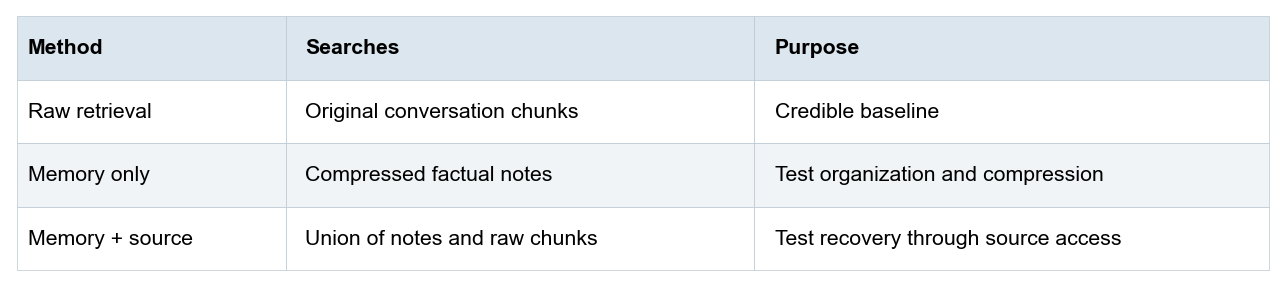 Method Searches Purpose
Raw retrieval Original conversation chunks Credible baseline
Memory only Compressed factual notes Test organization and compression
Memory + source Union of notes and raw chunks Test recovery through source access